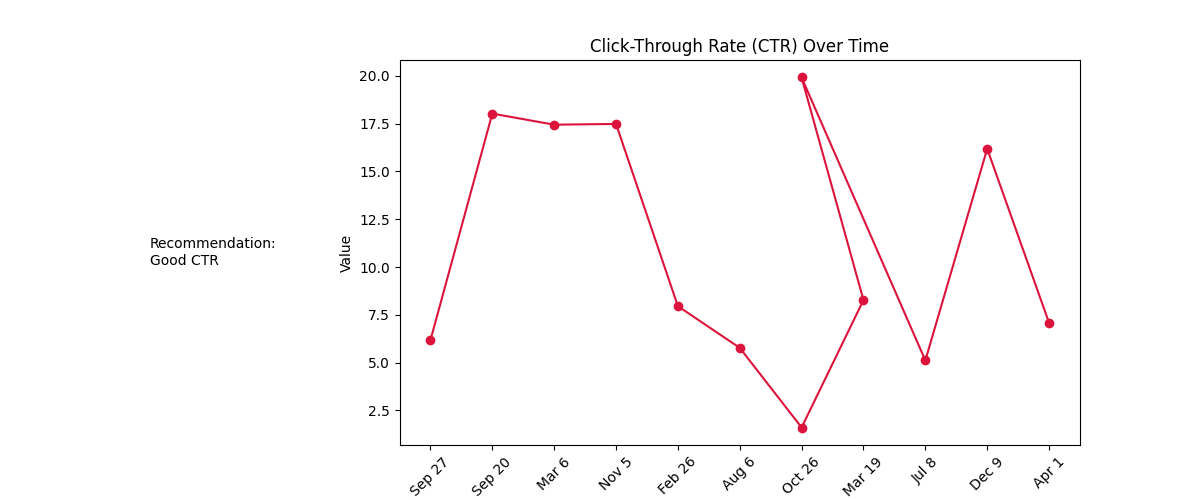 Click-Through Rate (CTR) Over Time
Recommendation:
Good CTR
Value
20.0
17.5
15.0
12.5
10.0
7.5
5.0
2.5
Sep 27
Sep 20
Mar 6
Nov 5
Feb 26
Aug 6
Oct 26
Mar 19
Jul 8
Dec 9
Apr 1